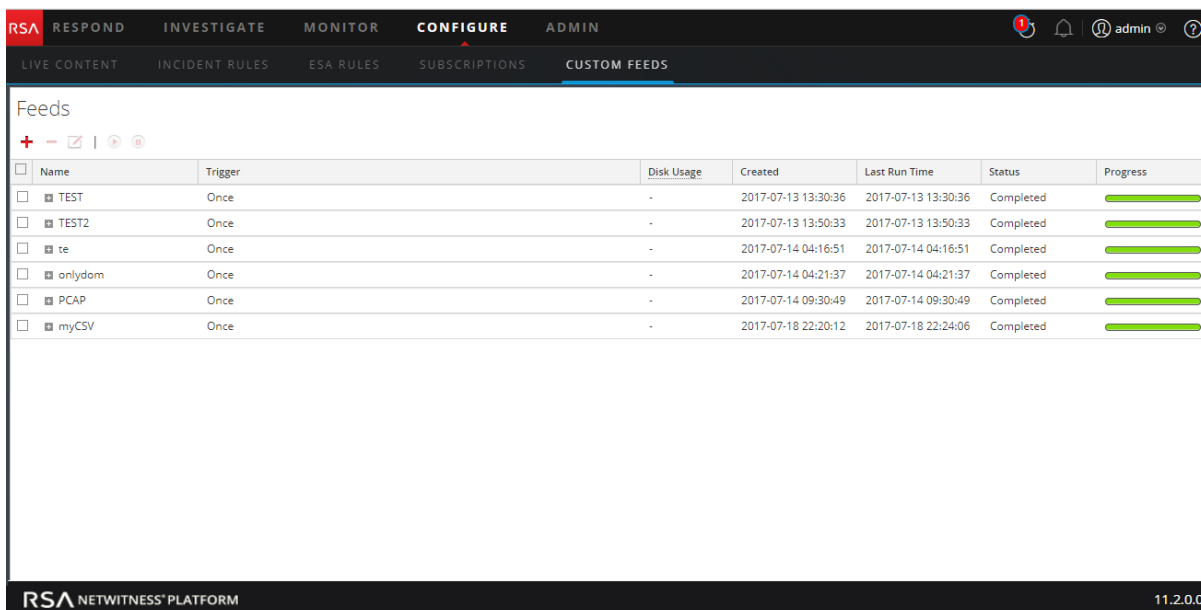 RSA RESPOND INVESTIGATE MONITOR CONFIGURE ADMIN 1 admin ?
LIVE CONTENT INCIDENT RULES ESA RULES SUBSCRIPTIONS CUSTOM FEEDS
Feeds
Name Trigger Disk Usage Created Last Run Time Status Progress
TEST Once - 2017-07-13 13:30:36 2017-07-13 13:30:36 Completed
TEST2 Once - 2017-07-13 13:50:33 2017-07-13 13:50:33 Completed
te Once - 2017-07-14 04:16:51 2017-07-14 04:16:51 Completed
onlydom Once - 2017-07-14 04:21:37 2017-07-14 04:21:37 Completed
PCAP Once - 2017-07-14 09:30:49 2017-07-14 09:30:49 Completed
myCSV Once - 2017-07-18 22:20:12 2017-07-18 22:24:06 Completed
RSA NETWITNESS® PLATFORM 11.2.0.0